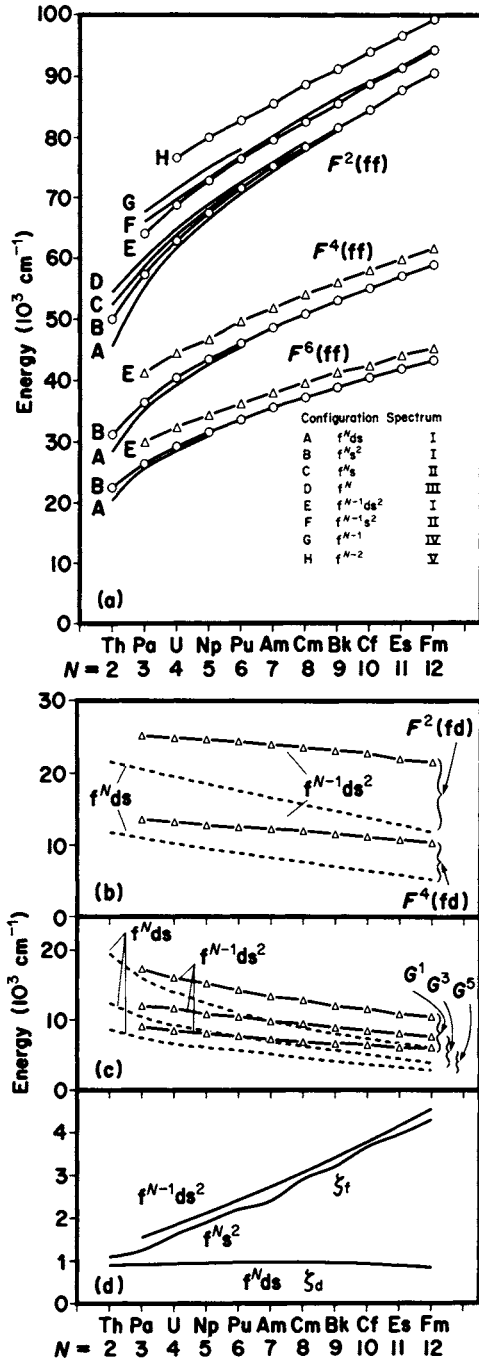 100
90
80
70
60
50
40
30
20
10
0
Energy (10³ cm⁻¹)
H
G
F
E
D
C
B
A
F²(ff)
F⁴(ff)
E
B
A
F⁶(ff)
E
B
A
Configuration Spectrum
A fᴺds I
B fᴺs² I
C fᴺs II
D fᴺ III
E fᴺ⁻¹ds² I
F fᴺ⁻¹s² II
G fᴺ⁻¹ IV
H fᴺ⁻² V
(a)
Th Pa U Np Pu Am Cm Bk Cf Es Fm
N = 2 3 4 5 6 7 8 9 10 11 12
30
20
10
0
F²(fd)
fᴺds
fᴺ⁻¹ds²
F⁴(fd)
(b)
Energy (10³ cm⁻¹)
20
10
0
fᴺds
fᴺ⁻¹ds²
G¹ G³ G⁵
(c)
4
3
2
1
0
fᴺ⁻¹ds²
ζf
fᴺs²
fᴺds ζd
(d)
Th Pa U Np Pu Am Cm Bk Cf Es Fm
N = 2 3 4 5 6 7 8 9 10 11 12